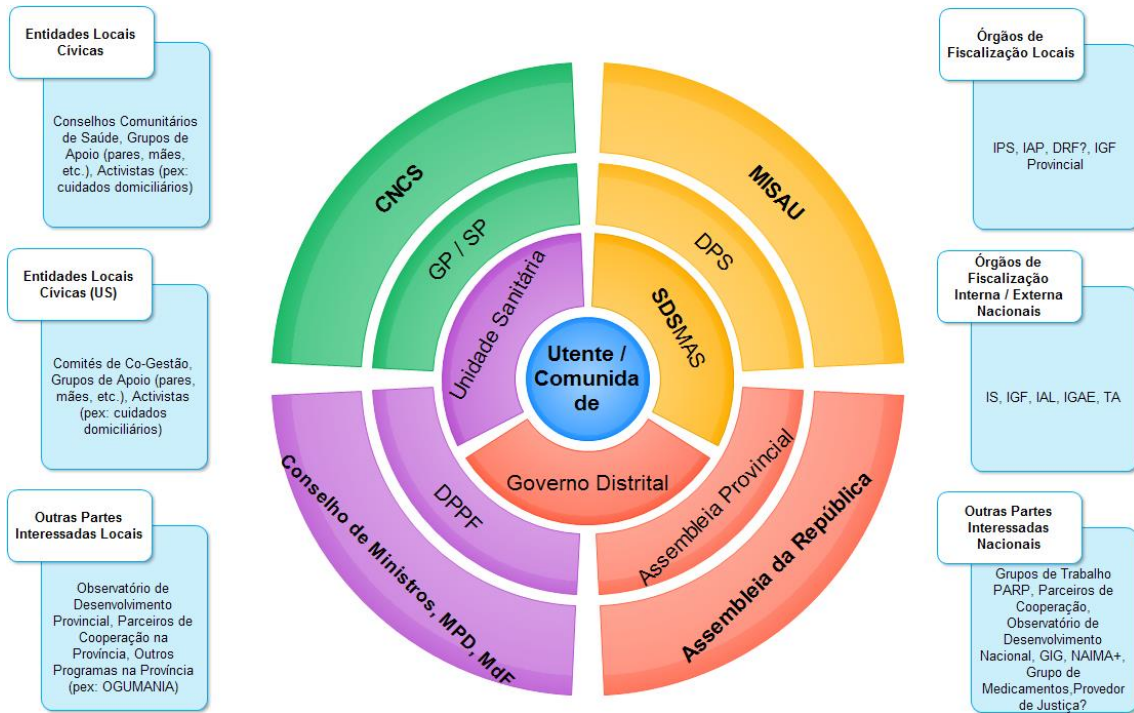 Entidades Locais
Cívicas
Conselhos Comunitários
de Saúde, Grupos de
Apoio (pares, mães,
etc.), Activistas (pex:
cuidados domiciliários)
Entidades Locais
Cívicas (US)
Comités de Co-Gestão,
Grupos de Apoio (pares,
mães, etc.), Activistas
(pex: cuidados
domiciliários)
Outras Partes
Interessadas Locais
Observatório de
Desenvolvimento
Provincial, Parceiros de
Cooperação na
Província, Outros
Programas na Província
(pex: OGUMANIA)
CNCS
GP / SP
Unidade Sanitária
MISAU
DPS
SDSMAS
Utente /
Comunida
de
Governo Distrital
DPPF
Conselho de Ministros, MPD, MdF
Assembleia Provincial
Assembleia da República
Órgãos de
Fiscalização Locais
IPS, IAP, DRF?, IGF
Provincial
Órgãos de
Fiscalização
Interna / Externa
Nacionais
IS, IGF, IAL, IGAE, TA
Outras Partes
Interessadas
Nacionais
Grupos de Trabalho
PARP, Parceiros de
Cooperação,
Observatório de
Desenvolvimento
Nacional, GIG, NAIMA+,
Grupo de
Medicamentos,Provedor
de Justiça?